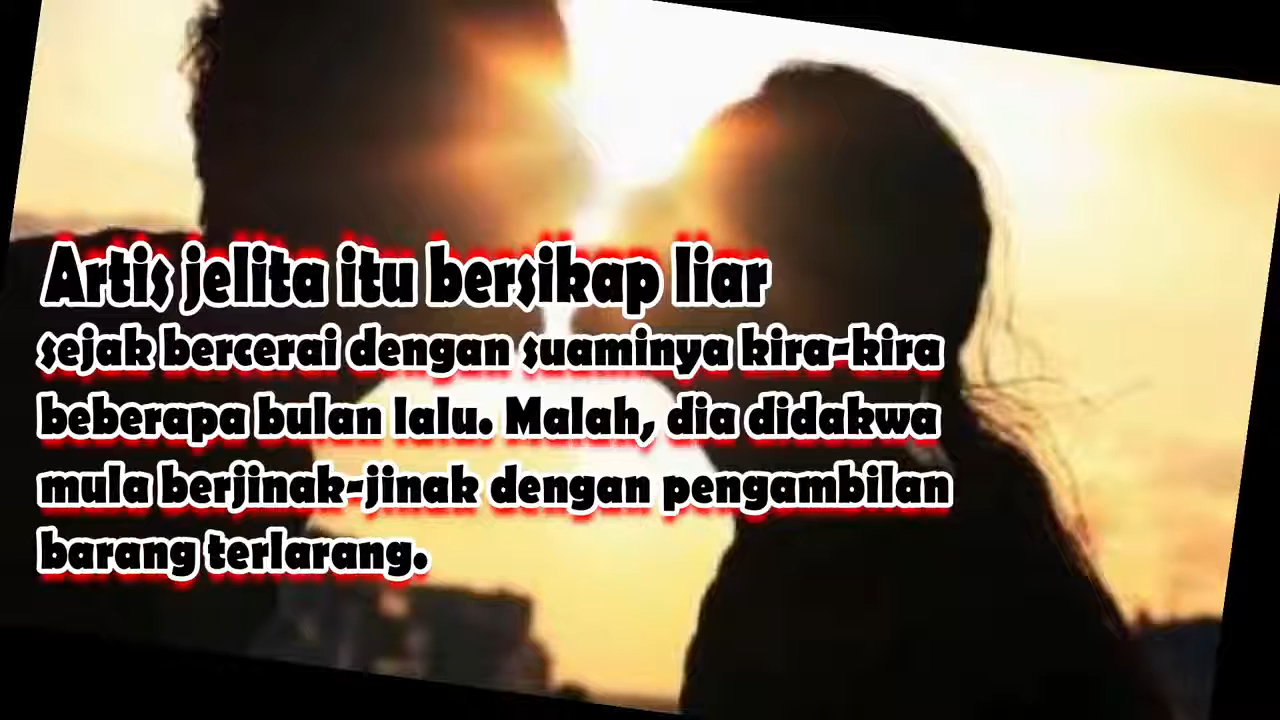 Artis jelita itu bersikap liar
sejak bercerai dengan suaminya kira-kira
beberapa bulan lalu. Malah, dia didakwa
mula berjinak-jinak dengan pengambilan
barang terlarang.